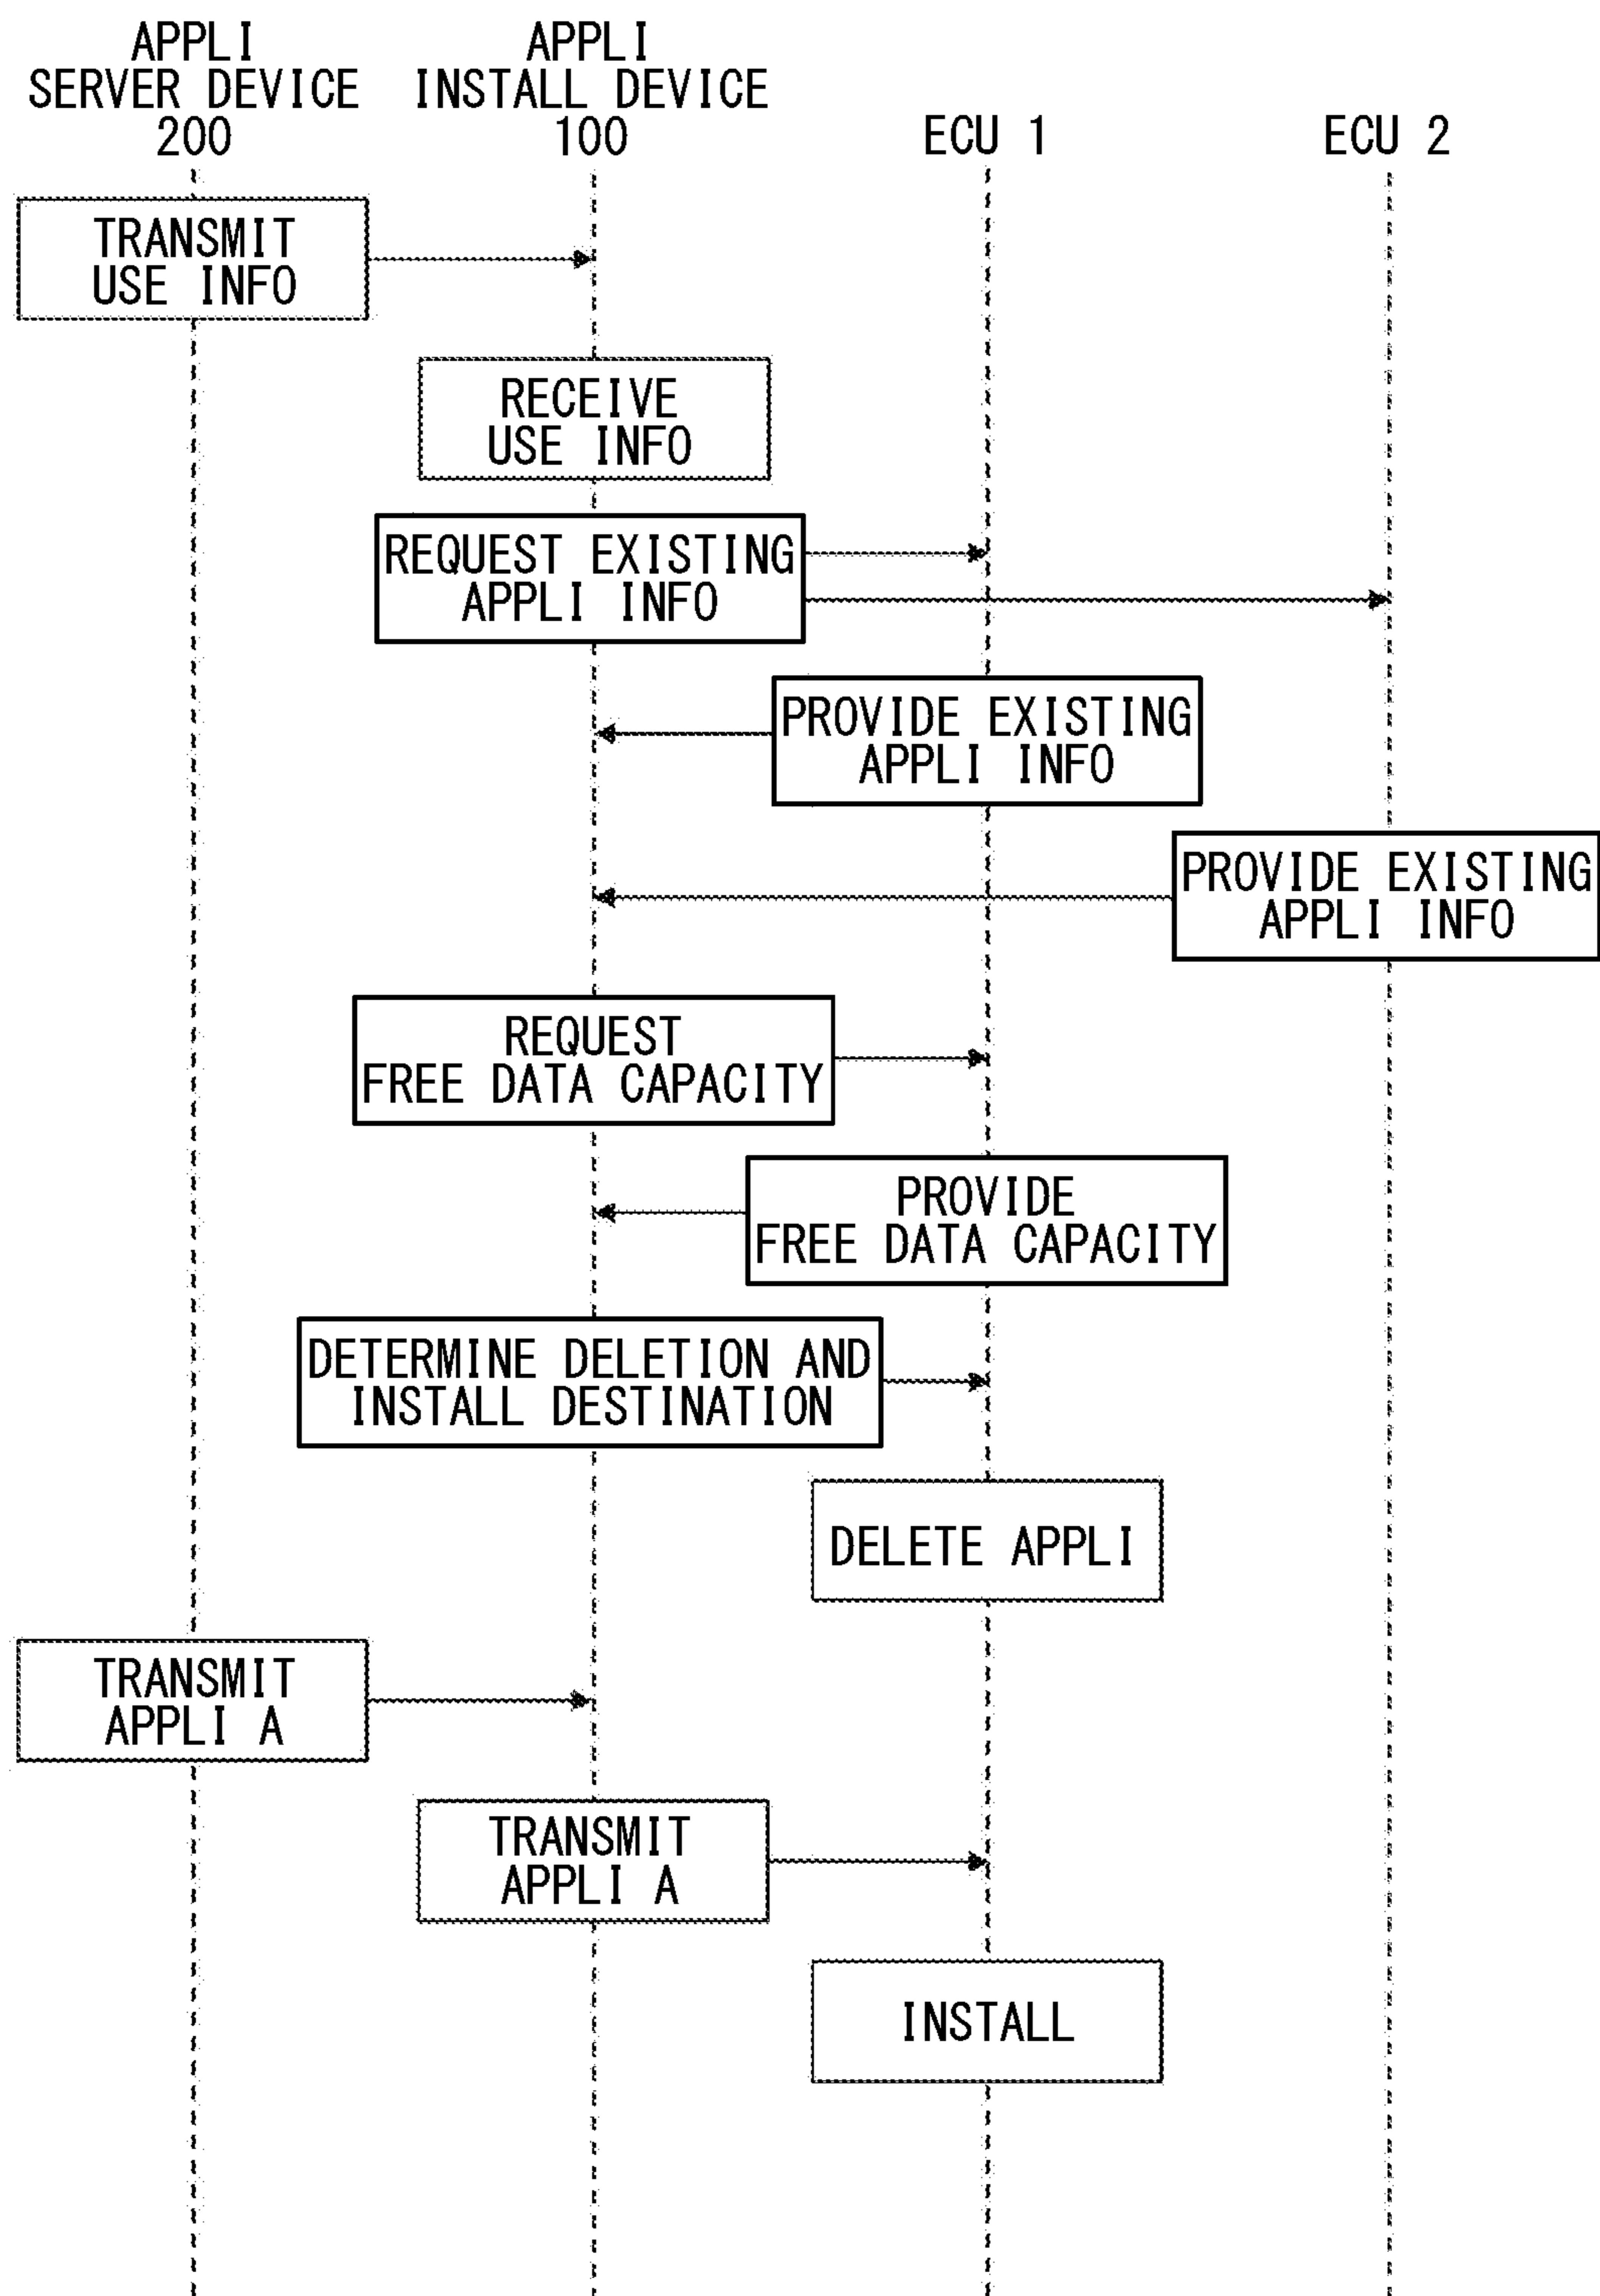 APPLI
SERVER DEVICE
200
APPLI
INSTALL DEVICE
100
ECU 1
ECU 2
TRANSMIT
USE INFO
RECEIVE
USE INFO
REQUEST EXISTING
APPLI INFO
PROVIDE EXISTING
APPLI INFO
PROVIDE EXISTING
APPLI INFO
REQUEST
FREE DATA CAPACITY
PROVIDE
FREE DATA CAPACITY
DETERMINE DELETION AND
INSTALL DESTINATION
DELETE APPLI
TRANSMIT
APPLI A
TRANSMIT
APPLI A
INSTALL